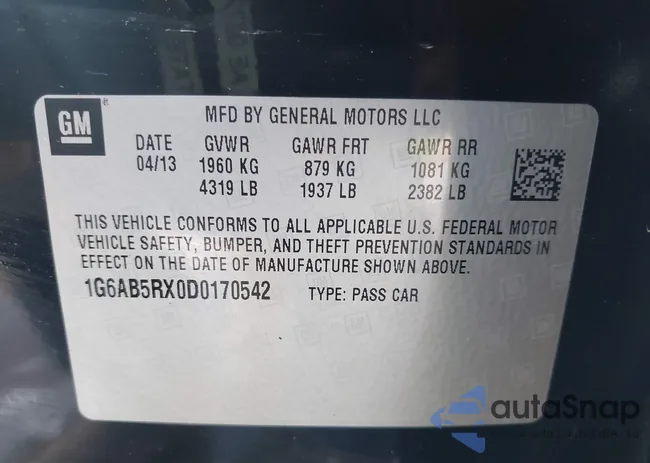 GM
MFD BY GENERAL MOTORS LLC
DATE GVWR GAWR FRT GAWR RR
04/13 1960 KG 879 KG 1081 KG
4319 LB 1937 LB 2382 LB
THIS VEHICLE CONFORMS TO ALL APPLICABLE U.S. FEDERAL MOTOR
VEHICLE SAFETY, BUMPER, AND THEFT PREVENTION STANDARDS IN
EFFECT ON THE DATE OF MANUFACTURE SHOWN ABOVE.
1G6AB5RX0D0170542 TYPE: PASS CAR
autoSnap